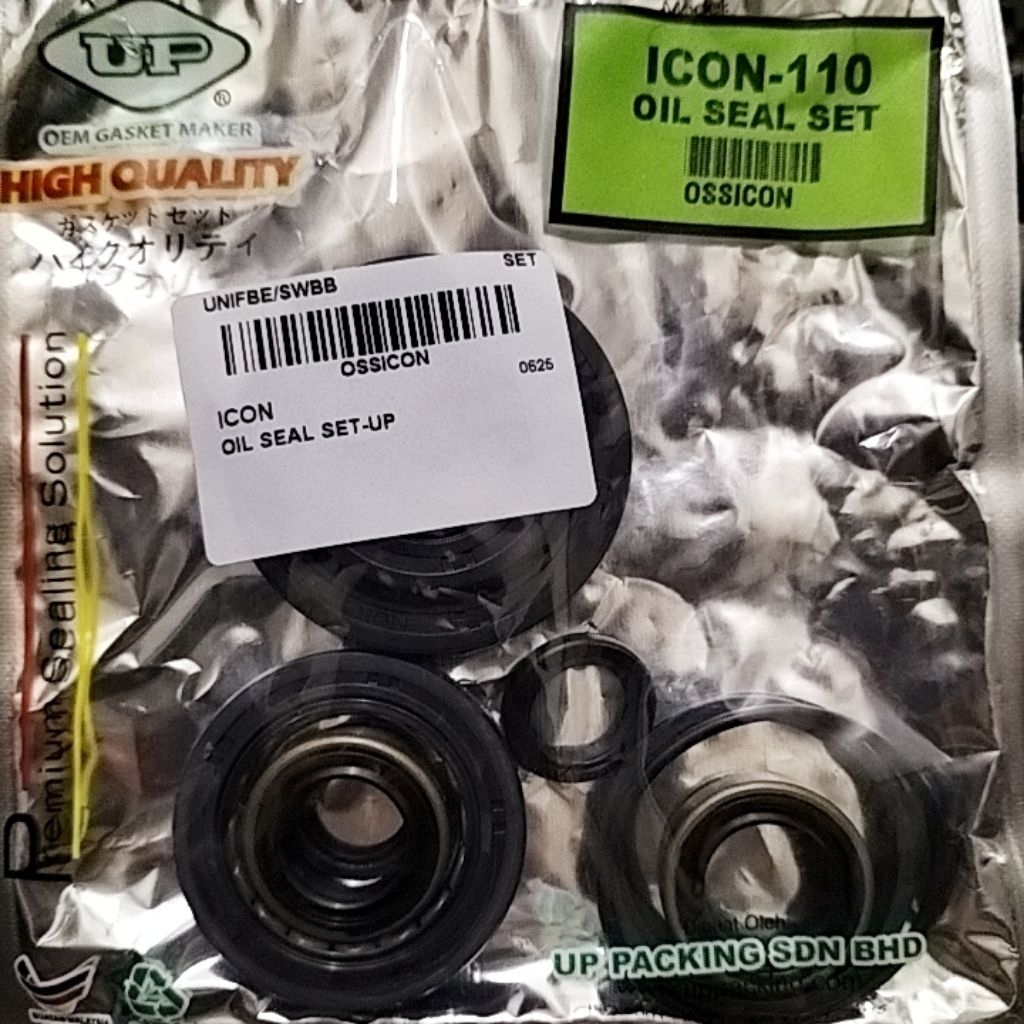 UP
®
OEM GASKET MAKER
HIGH QUALITY
ガスケットセット
ハイクオリティ
ICON-110
OIL SEAL SET
OSSICON
SET
UNIFBE/SWBB
OSSICON
0625
ICON
OIL SEAL SET-UP
Premium Sealing Solution
UP PACKING SDN BHD